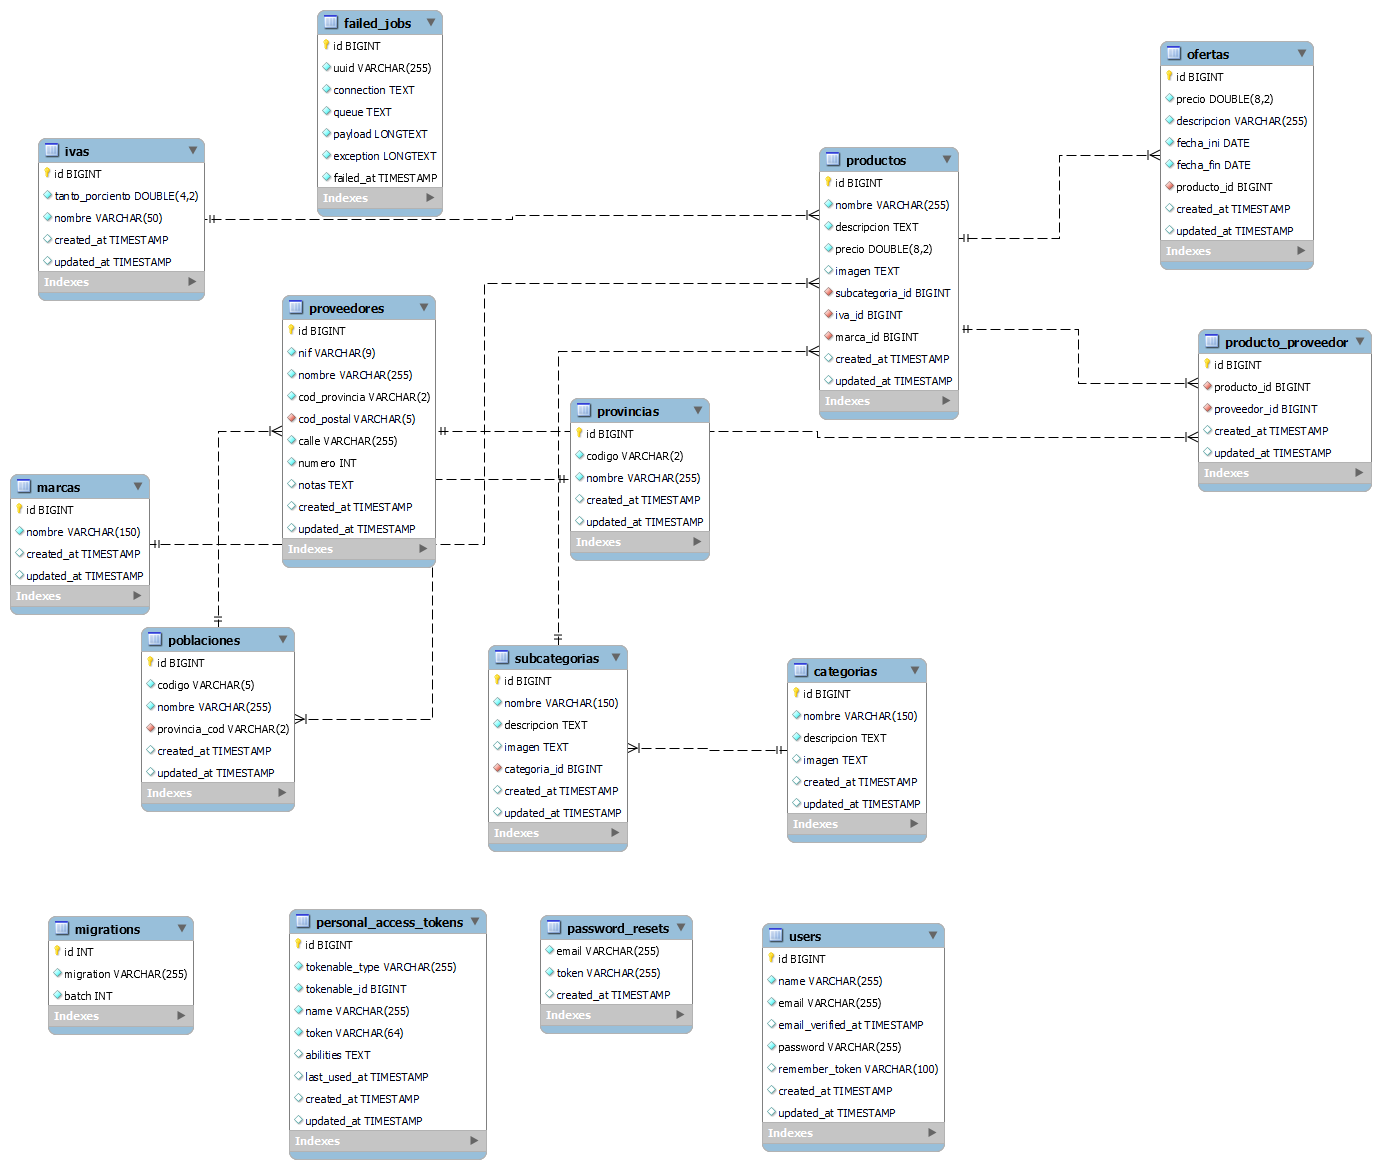 failed_jobs
id BIGINT
uuid VARCHAR(255)
connection TEXT
queue TEXT
payload LONGTEXT
exception LONGTEXT
failed_at TIMESTAMP
Indexes
ofertas
id BIGINT
precio DOUBLE(8,2)
descripcion VARCHAR(255)
fecha_ini DATE
fecha_fin DATE
producto_id BIGINT
created_at TIMESTAMP
updated_at TIMESTAMP
Indexes
ivas
id BIGINT
tanto_porciento DOUBLE(4,2)
nombre VARCHAR(50)
created_at TIMESTAMP
updated_at TIMESTAMP
Indexes
productos
id BIGINT
nombre VARCHAR(255)
descripcion TEXT
precio DOUBLE(8,2)
imagen TEXT
subcategoria_id BIGINT
iva_id BIGINT
marca_id BIGINT
created_at TIMESTAMP
updated_at TIMESTAMP
Indexes
proveedores
id BIGINT
nif VARCHAR(9)
nombre VARCHAR(255)
cod_provincia VARCHAR(2)
cod_postal VARCHAR(5)
calle VARCHAR(255)
numero INT
notas TEXT
created_at TIMESTAMP
updated_at TIMESTAMP
Indexes
producto_proveedor
id BIGINT
producto_id BIGINT
proveedor_id BIGINT
created_at TIMESTAMP
updated_at TIMESTAMP
Indexes
provincias
id BIGINT
codigo VARCHAR(2)
nombre VARCHAR(255)
created_at TIMESTAMP
updated_at TIMESTAMP
Indexes
marcas
id BIGINT
nombre VARCHAR(150)
created_at TIMESTAMP
updated_at TIMESTAMP
Indexes
poblaciones
id BIGINT
codigo VARCHAR(5)
nombre VARCHAR(255)
provincia_cod VARCHAR(2)
created_at TIMESTAMP
updated_at TIMESTAMP
Indexes
subcategorias
id BIGINT
nombre VARCHAR(150)
descripcion TEXT
imagen TEXT
categoria_id BIGINT
created_at TIMESTAMP
updated_at TIMESTAMP
Indexes
categorias
id BIGINT
nombre VARCHAR(150)
descripcion TEXT
imagen TEXT
created_at TIMESTAMP
updated_at TIMESTAMP
Indexes
migrations
id INT
migration VARCHAR(255)
batch INT
Indexes
personal_access_tokens
id BIGINT
tokenable_type VARCHAR(255)
tokenable_id BIGINT
name VARCHAR(255)
token VARCHAR(64)
abilities TEXT
last_used_at TIMESTAMP
created_at TIMESTAMP
updated_at TIMESTAMP
Indexes
password_resets
email VARCHAR(255)
token VARCHAR(255)
created_at TIMESTAMP
Indexes
users
id BIGINT
name VARCHAR(255)
email VARCHAR(255)
email_verified_at TIMESTAMP
password VARCHAR(255)
remember_token VARCHAR(100)
created_at TIMESTAMP
updated_at TIMESTAMP
Indexes